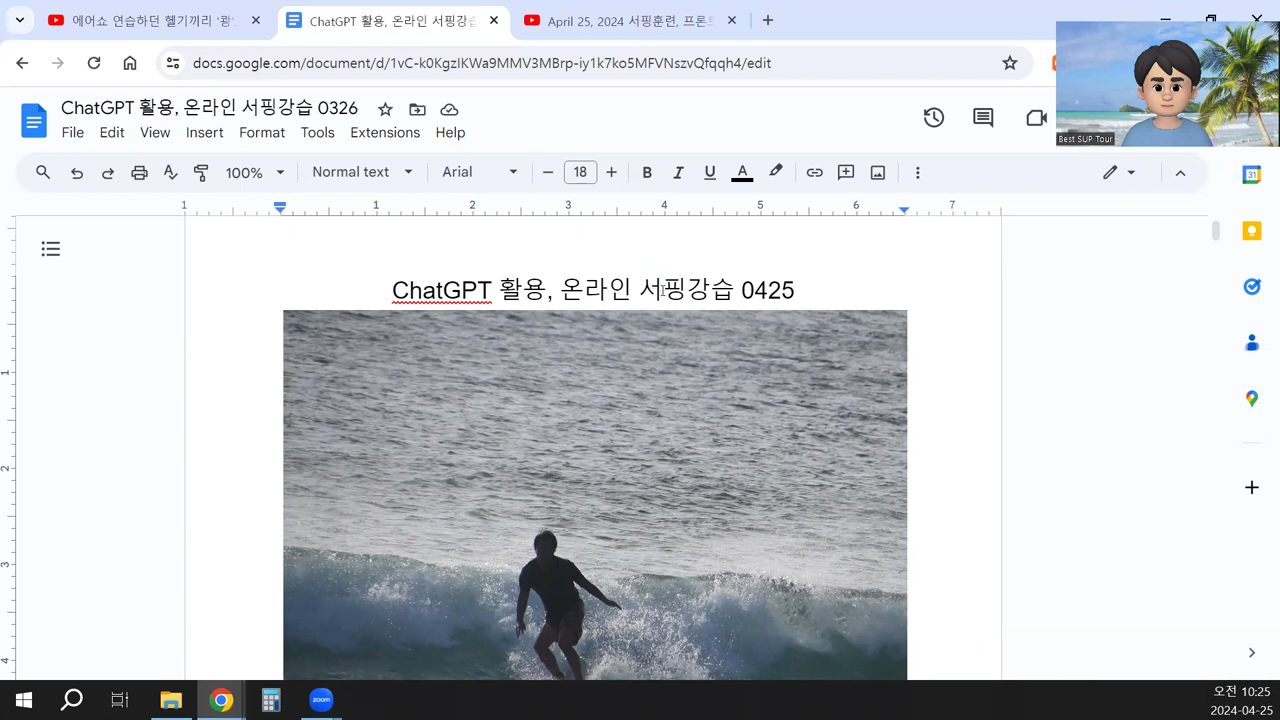 에어쇼 연습하던 헬기끼리 '쾅'
ChatGPT 활용, 온라인 서핑강습
April 25, 2024 서핑훈련, 프론트
docs.google.com/document/d/1vC-k0KgzIKWa9MMV3MBrp-iy1k7ko5MFVNszvQfqqh4/edit
ChatGPT 활용, 온라인 서핑강습 0326
File Edit View Insert Format Tools Extensions Help
Best SUP Tour
100% Normal text Arial 18 B I U A
31
1 1 2 3 4 5 6 7
ChatGPT 활용, 온라인 서핑강습 0425
1
2
3
4
zoom
오전 10:25
2024-04-25